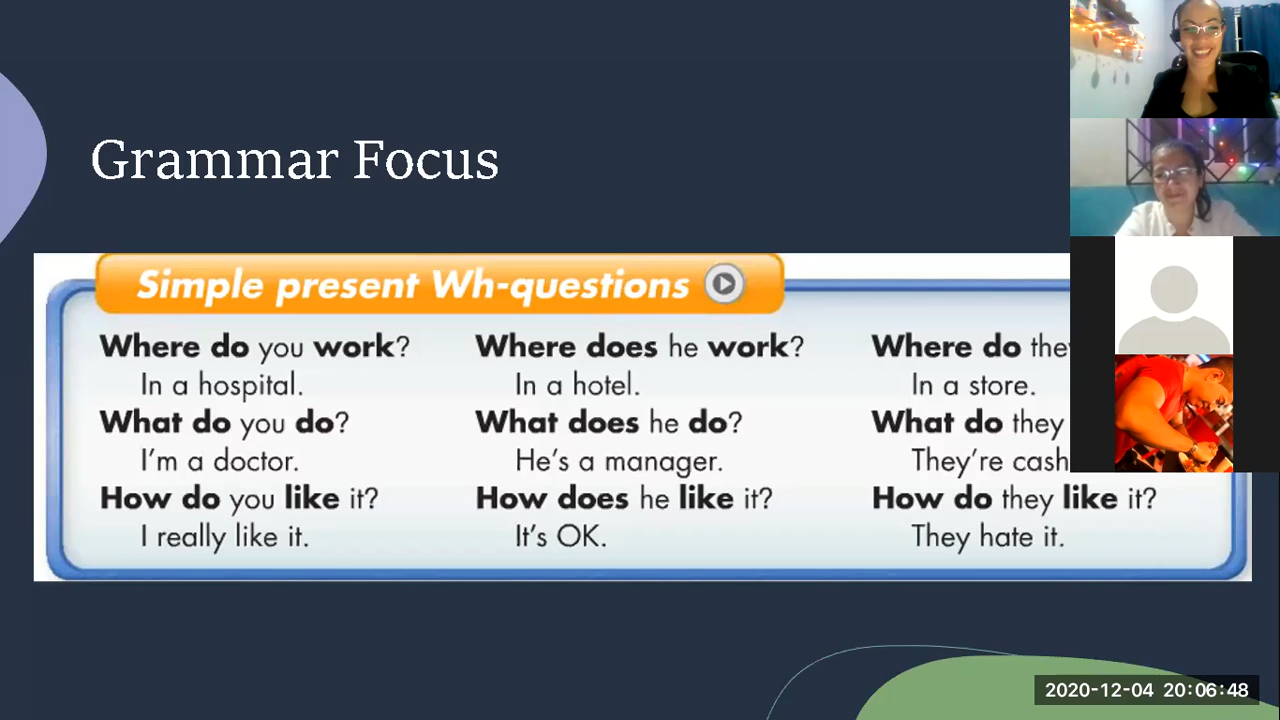 Grammar Focus
Simple present Wh-questions
Where do you work?
In a hospital.
What do you do?
I'm a doctor.
How do you like it?
I really like it.
Where does he work?
In a hotel.
What does he do?
He's a manager.
How does he like it?
It's OK.
Where do
In a store.
What do they
They're
How do they like it?
They hate it.
2020-12-04 20:06:48